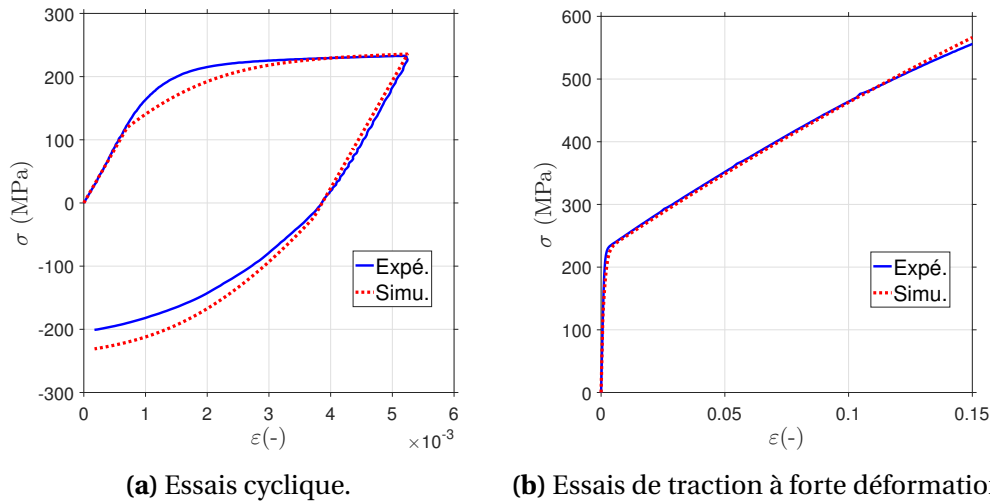 300
200
100
0
-100
-200
-300
σ (MPa)
0 1 2 3 4 5 6
ε(-)
×10⁻³
Expé.
Simu.
(a) Essais cyclique.
600
500
400
300
200
100
0
σ (MPa)
0 0.05 0.1 0.15
ε(-)
Expé.
Simu.
(b) Essais de traction à forte déformatio